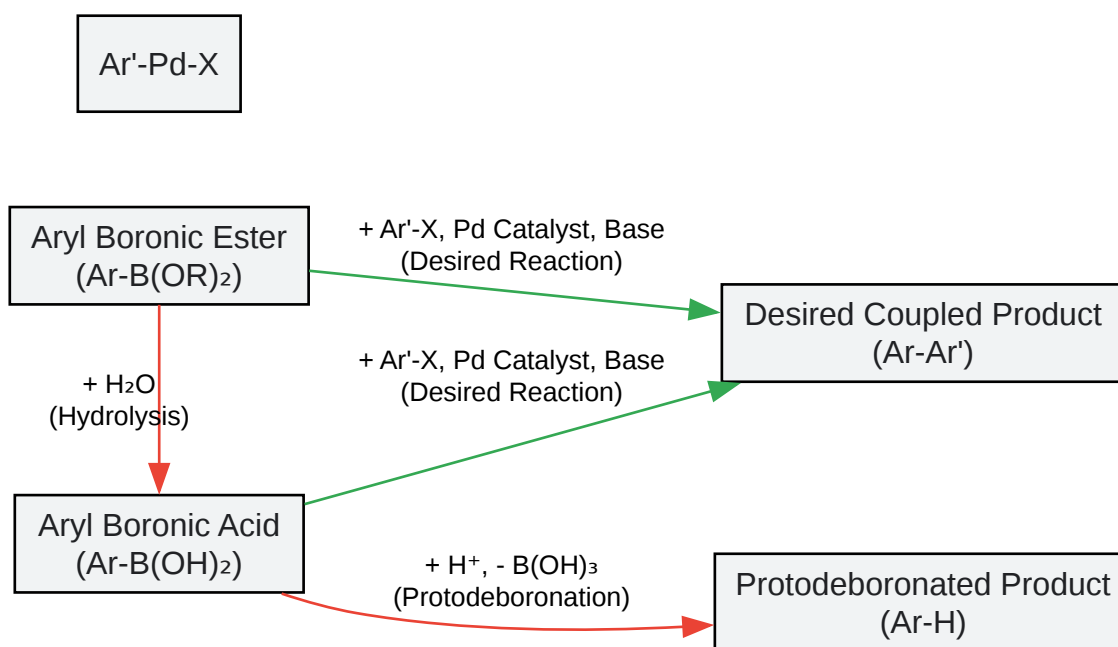 Ar'-Pd-X
Aryl Boronic Ester
(Ar-B(OR)₂)
+ Ar'-X, Pd Catalyst, Base
(Desired Reaction)
Desired Coupled Product
(Ar-Ar')
+ Ar'-X, Pd Catalyst, Base
(Desired Reaction)
+ H₂O
(Hydrolysis)
Aryl Boronic Acid
(Ar-B(OH)₂)
+ H⁺, - B(OH)₃
(Protodeboronation)
Protodeboronated Product
(Ar-H)